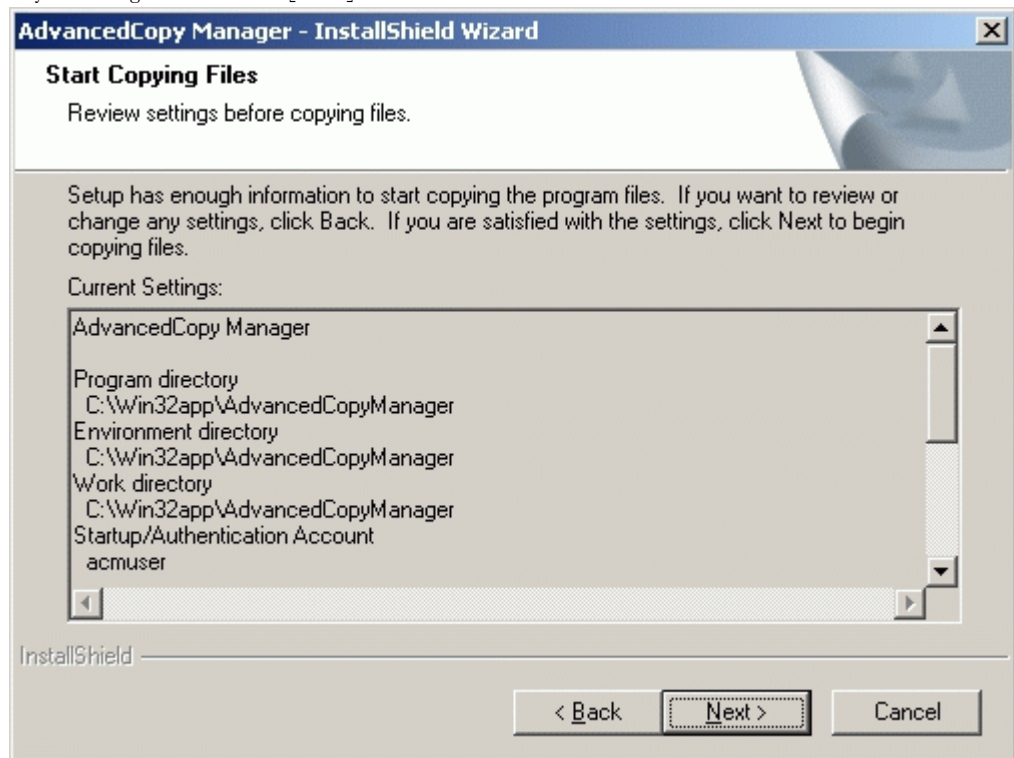 AdvancedCopy Manager - InstallShield Wizard
Start Copying Files
Review settings before copying files.
Setup has enough information to start copying the program files.  If you want to review or
change any settings, click Back.  If you are satisfied with the settings, click Next to begin
copying files.
Current Settings:
AdvancedCopy Manager
Program directory
C:\Win32app\AdvancedCopyManager
Environment directory
C:\Win32app\AdvancedCopyManager
Work directory
C:\Win32app\AdvancedCopyManager
Startup/Authentication Account
acmuser
InstallShield
< Back
Next >
Cancel